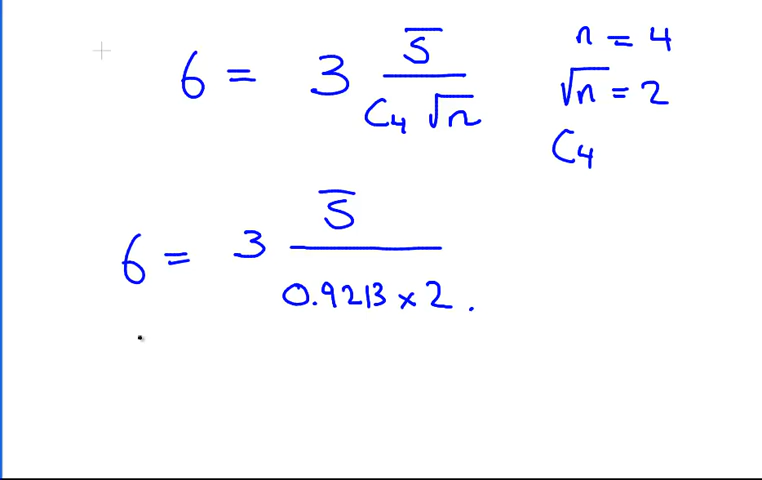 6 = 3 S̅ / C₄ √n
n = 4
√n = 2
C₄
6 = 3 S̅ / 0.9213 × 2 .